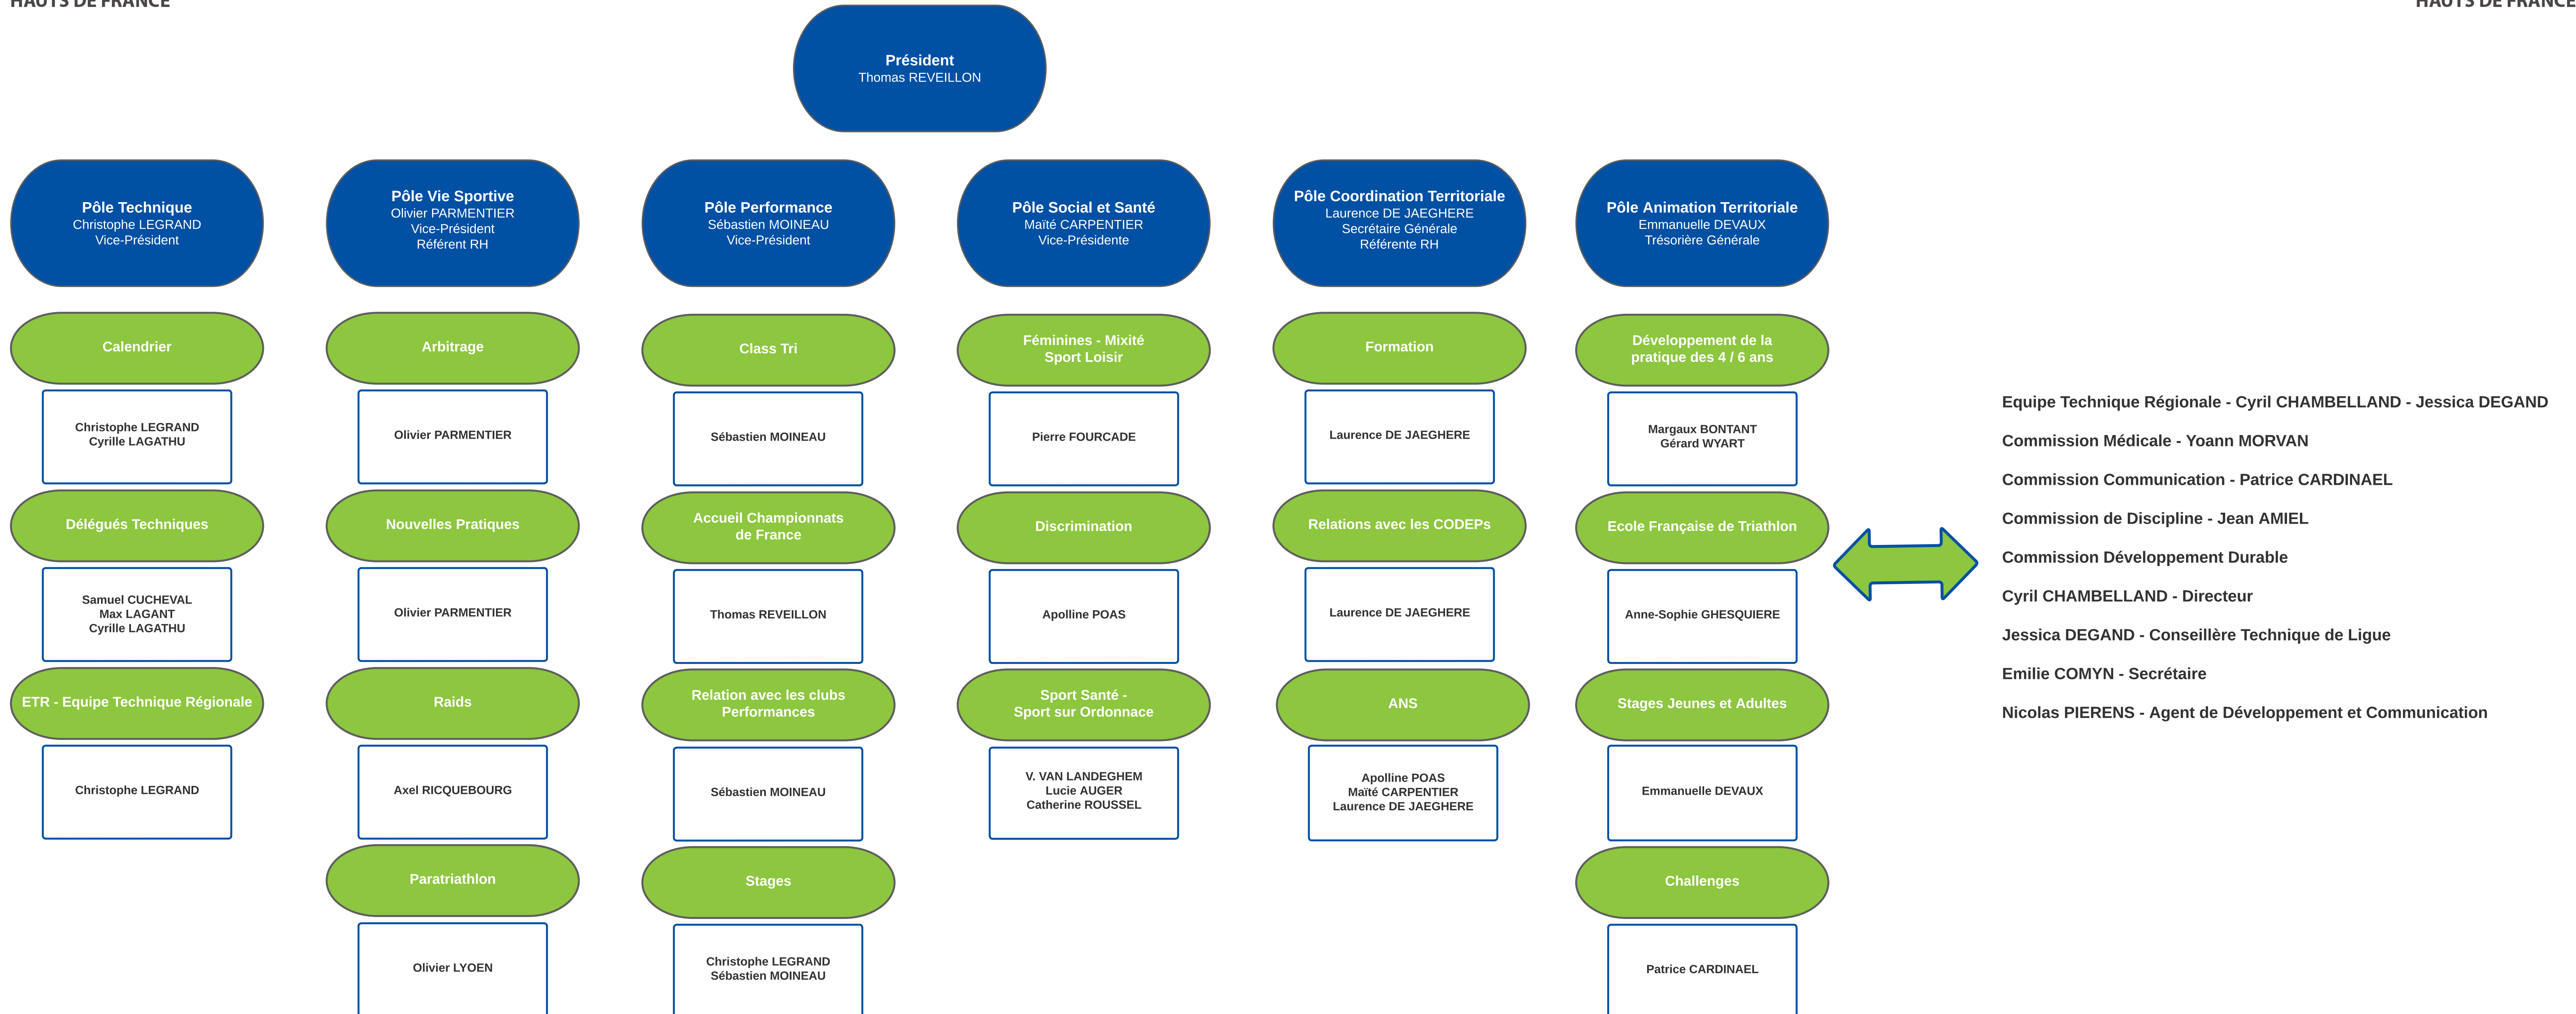 HAUTS DE FRANCE
HAUTS DE FRANCE
Président
Thomas REVEILLON
Pôle Technique
Christophe LEGRAND
Vice-Président
Pôle Vie Sportive
Olivier PARMENTIER
Vice-Président
Référent RH
Pôle Performance
Sébastien MOINEAU
Vice-Président
Pôle Social et Santé
Maïté CARPENTIER
Vice-Présidente
Pôle Coordination Territoriale
Laurence DE JAEGHERE
Secrétaire Générale
Référente RH
Pôle Animation Territoriale
Emmanuelle DEVAUX
Trésorière Générale
Calendrier
Christophe LEGRAND
Cyrille LAGATHU
Délégués Techniques
Samuel CUCHEVAL
Max LAGANT
Cyrille LAGATHU
ETR - Equipe Technique Régionale
Christophe LEGRAND
Arbitrage
Olivier PARMENTIER
Nouvelles Pratiques
Olivier PARMENTIER
Raids
Axel RICQUEBOURG
Paratriathlon
Olivier LYOEN
Class Tri
Sébastien MOINEAU
Accueil Championnats
de France
Thomas REVEILLON
Relation avec les clubs
Performances
Sébastien MOINEAU
Stages
Christophe LEGRAND
Sébastien MOINEAU
Féminines - Mixité
Sport Loisir
Pierre FOURCADE
Discrimination
Apolline POAS
Sport Santé -
Sport sur Ordonnace
V. VAN LANDEGHEM
Lucie AUGER
Catherine ROUSSEL
Formation
Laurence DE JAEGHERE
Relations avec les CODEPs
Laurence DE JAEGHERE
ANS
Apolline POAS
Maïté CARPENTIER
Laurence DE JAEGHERE
Développement de la
pratique des 4 / 6 ans
Margaux BONTANT
Gérard WYART
Ecole Française de Triathlon
Anne-Sophie GHESQUIERE
Stages Jeunes et Adultes
Emmanuelle DEVAUX
Challenges
Patrice CARDINAEL
Equipe Technique Régionale - Cyril CHAMBELLAND - Jessica DEGAND
Commission Médicale - Yoann MORVAN
Commission Communication - Patrice CARDINAEL
Commission de Discipline - Jean AMIEL
Commission Développement Durable
Cyril CHAMBELLAND - Directeur
Jessica DEGAND - Conseillère Technique de Ligue
Emilie COMYN - Secrétaire
Nicolas PIERENS - Agent de Développement et Communication